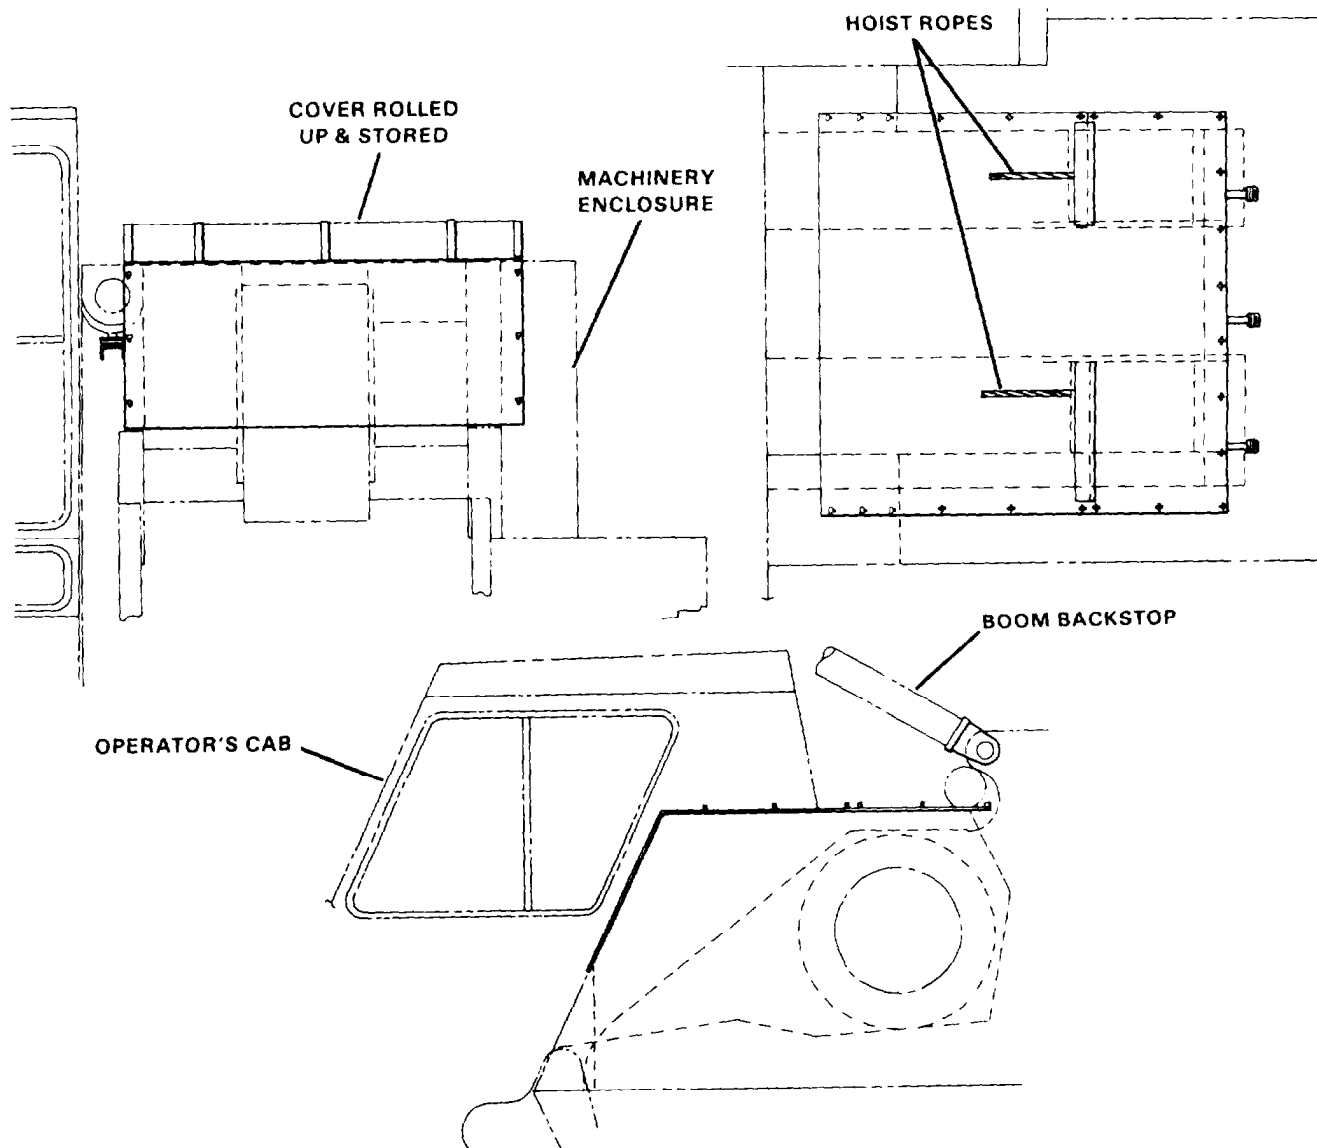 HOIST ROPES
COVER ROLLED
UP & STORED
MACHINERY
ENCLOSURE
BOOM BACKSTOP
OPERATOR'S CAB